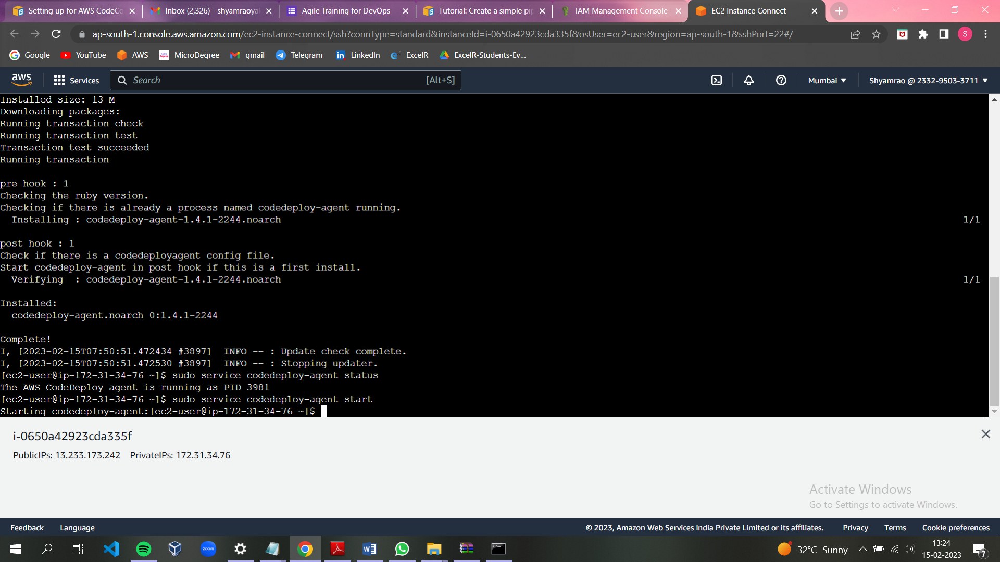 Setting up for AWS CodeCo
Inbox (2,326) - shyamraoya
Agile Training for DevOps
Tutorial: Create a simple pip
IAM Management Console
EC2 Instance Connect
ap-south-1.console.aws.amazon.com/ec2-instance-connect/ssh?connType=standard&instanceId=i-0650a42923cda335f&osUser=ec2-user&region=ap-south-1&sshPort=22#/
S
Google
YouTube
AWS
MicroDegree
gmail
Telegram
LinkedIn
ExcelR
ExcelR-Students-Ev...
aws
Services
Search
[Alt+S]
Mumbai
Shyamrao @ 2332-9503-3711
Installed size: 13 M
Downloading packages:
Running transaction check
Running transaction test
Transaction test succeeded
Running transaction
pre hook : 1
Checking the ruby version.
Checking if there is already a process named codedeploy-agent running.
Installing : codedeploy-agent-1.4.1-2244.noarch 1/1
post hook : 1
Check if there is a codedeployagent config file.
Start codedeploy-agent in post hook if this is a first install.
Verifying : codedeploy-agent-1.4.1-2244.noarch 1/1
Installed:
codedeploy-agent.noarch 0:1.4.1-2244
Complete!
I, [2023-02-15T07:50:51.472434 #3897] INFO -- : Update check complete.
I, [2023-02-15T07:50:51.472530 #3897] INFO -- : Stopping updater.
[ec2-user@ip-172-31-34-76 ~]$ sudo service codedeploy-agent status
The AWS CodeDeploy agent is running as PID 3981
[ec2-user@ip-172-31-34-76 ~]$ sudo service codedeploy-agent start
Starting codedeploy-agent:[ec2-user@ip-172-31-34-76 ~]$
i-0650a42923cda335f
PublicIPs: 13.233.173.242 PrivateIPs: 172.31.34.76
Activate Windows
Go to Settings to activate Windows.
Feedback
Language
© 2023, Amazon Web Services India Private Limited or its affiliates.
Privacy
Terms
Cookie preferences
zoom
32°C Sunny
13:24
15-02-2023
7